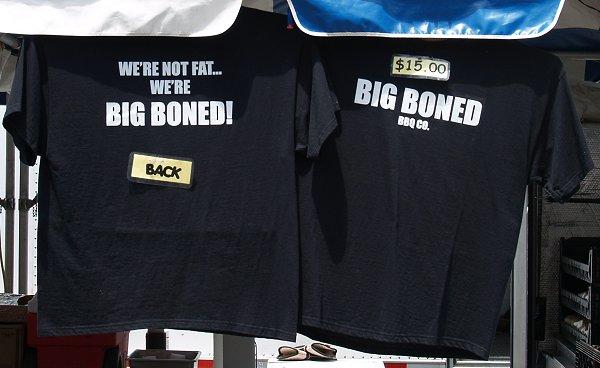 WE'RE NOT FAT...
WE'RE
BIG BONED!
BACK
$15.00
BIG BONED
BBQ CO.